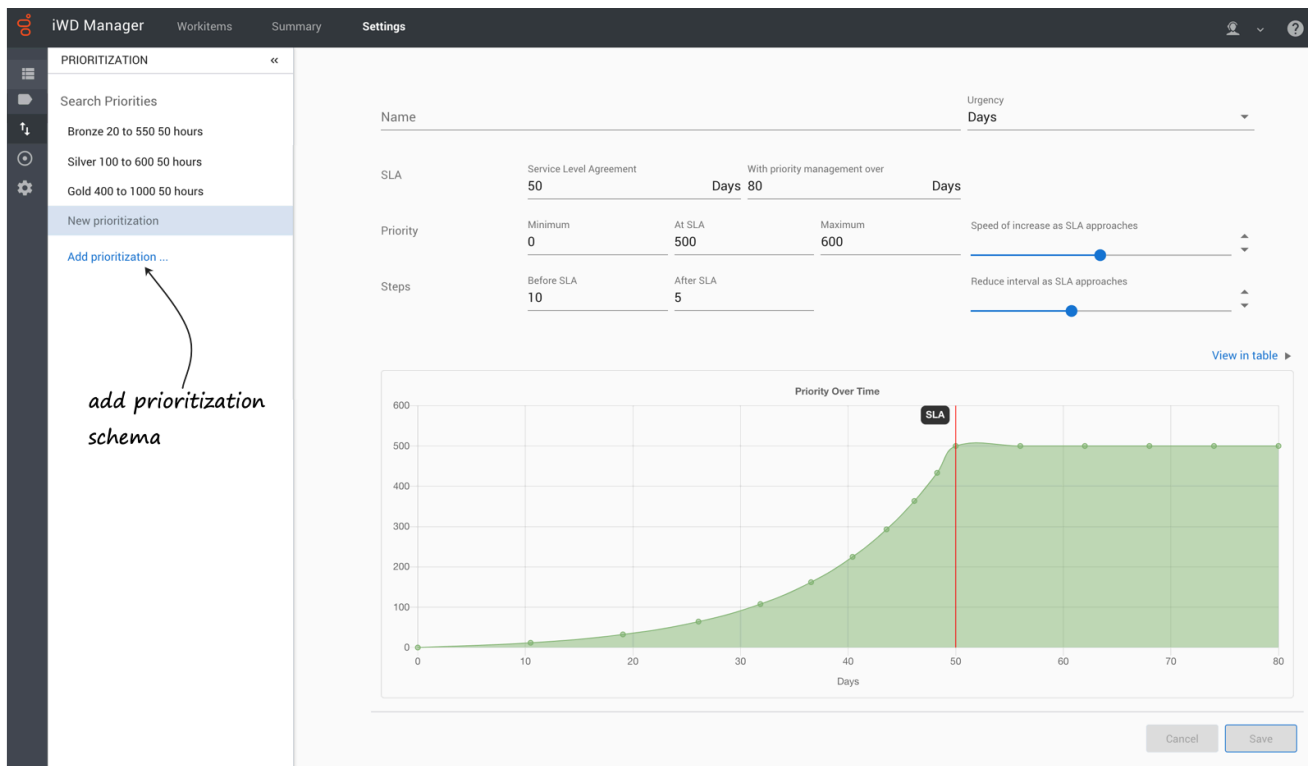 iWD Manager Workitems Summary Settings
PRIORITIZATION «
Search Priorities
Bronze 20 to 550 50 hours
Silver 100 to 600 50 hours
Gold 400 to 1000 50 hours
New prioritization
Add prioritization ...
add prioritization
schema
Urgency
Name Days
SLA
Service Level Agreement With priority management over
50 Days 80 Days
Priority
Minimum At SLA Maximum Speed of increase as SLA approaches
0 500 600
Steps
Before SLA After SLA Reduce interval as SLA approaches
10 5
View in table
Priority Over Time
SLA
600
500
400
300
200
100
0
0 10 20 30 40 50 60 70 80
Days
Cancel Save